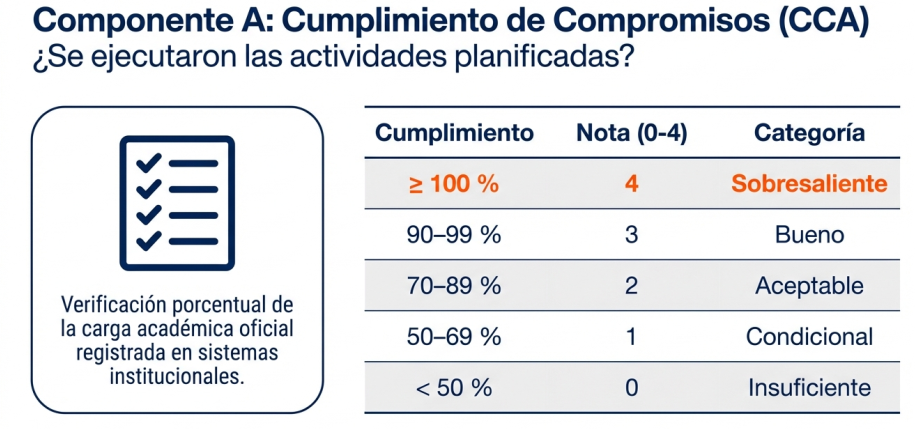 Componente A: Cumplimiento de Compromisos (CCA)
¿Se ejecutaron las actividades planificadas?
Verificación porcentual de
la carga académica oficial
registrada en sistemas
institucionales.
Cumplimiento Nota (0-4) Categoría
≥ 100 % 4 Sobresaliente
90–99 % 3 Bueno
70–89 % 2 Aceptable
50–69 % 1 Condicional
< 50 % 0 Insuficiente